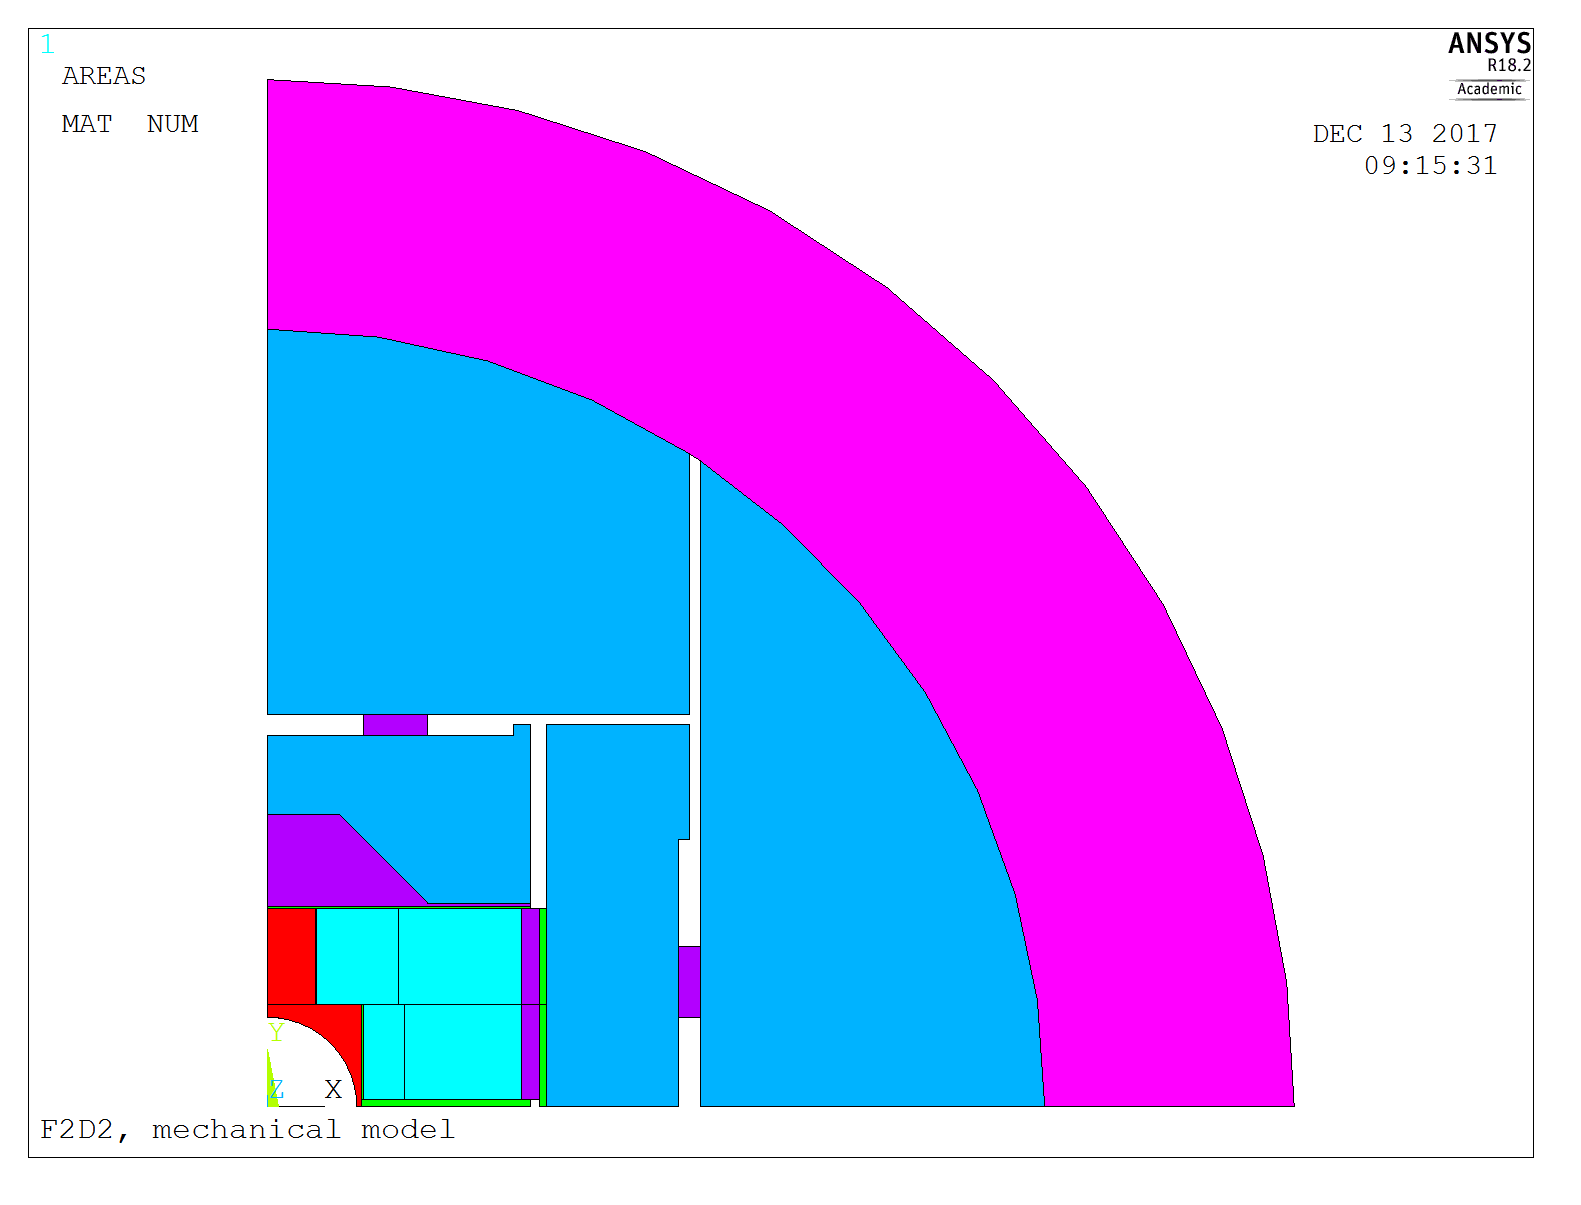 1
AREAS
MAT NUM
ANSYS
R18.2
Academic
DEC 13 2017
09:15:31
Y
Z X
F2D2, mechanical model